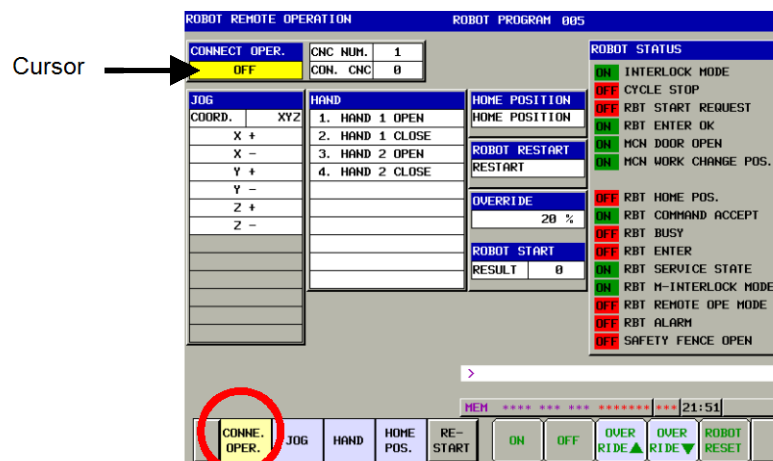 ROBOT REMOTE OPERATION ROBOT PROGRAM 005
Cursor
CONNECT OPER.
OFF
CNC NUM. 1
CON. CNC 0
JOG
COORD. XYZ
X +
X -
Y +
Y -
Z +
Z -
HAND
1. HAND 1 OPEN
2. HAND 1 CLOSE
3. HAND 2 OPEN
4. HAND 2 CLOSE
HOME POSITION
HOME POSITION
ROBOT RESTART
RESTART
OVERRIDE
20 %
ROBOT START
RESULT 0
ROBOT STATUS
ON INTERLOCK MODE
OFF CYCLE STOP
OFF RBT START REQUEST
ON RBT ENTER OK
ON MCN DOOR OPEN
ON MCN WORK CHANGE POS.
OFF RBT HOME POS.
ON RBT COMMAND ACCEPT
OFF RBT BUSY
OFF RBT ENTER
ON RBT SERVICE STATE
ON RBT M-INTERLOCK MODE
OFF RBT REMOTE OPE MODE
OFF RBT ALARM
OFF SAFETY FENCE OPEN
>
MEM **** *** *** ******* *** 21:51
CONNE.
OPER.
JOG
HAND
HOME
POS.
RE-
START
ON
OFF
OVER
RIDE▲
OVER
RIDE▼
ROBOT
RESET